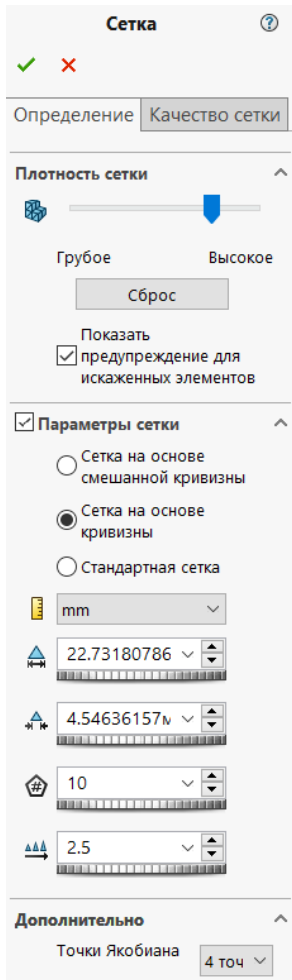 Сетка
Определение Качество сетки
Плотность сетки
Грубое Высокое
Сброс
Показать
предупреждение для
искаженных элементов
Параметры сетки
Сетка на основе
смешанной кривизны
Сетка на основе
кривизны
Стандартная сетка
mm
22.73180786
4.54636157м
# 10
2.5
Дополнительно
Точки Якобиана 4 точ